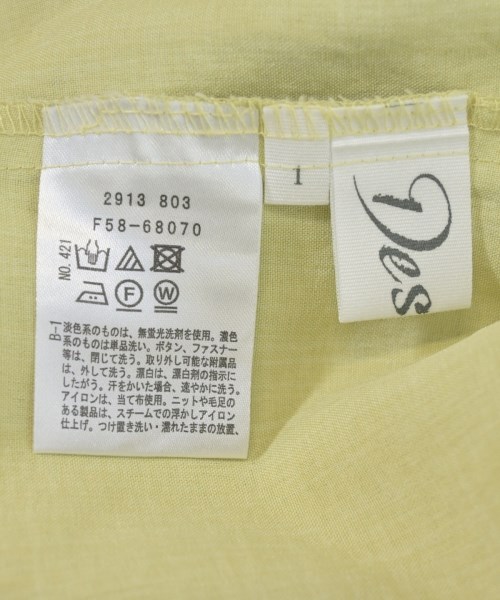 2913 803
F58-68070
NO.421
F W
B-1
淡色系のものは、無蛍光洗剤を使用。濃色
系のものは単品洗い。ボタン、ファスナー
等は、閉じて洗う。取り外し可能な附属品
は、外して洗う。漂白は、漂白剤の指示に
したがう。汗をかいた場合、速やかに洗う。
アイロンは、当て布使用。ニットや毛足の
ある製品は、スチームでの浮かしアイロン
仕上げ。つけ置き洗い・濡れたままの放置、
1
Des